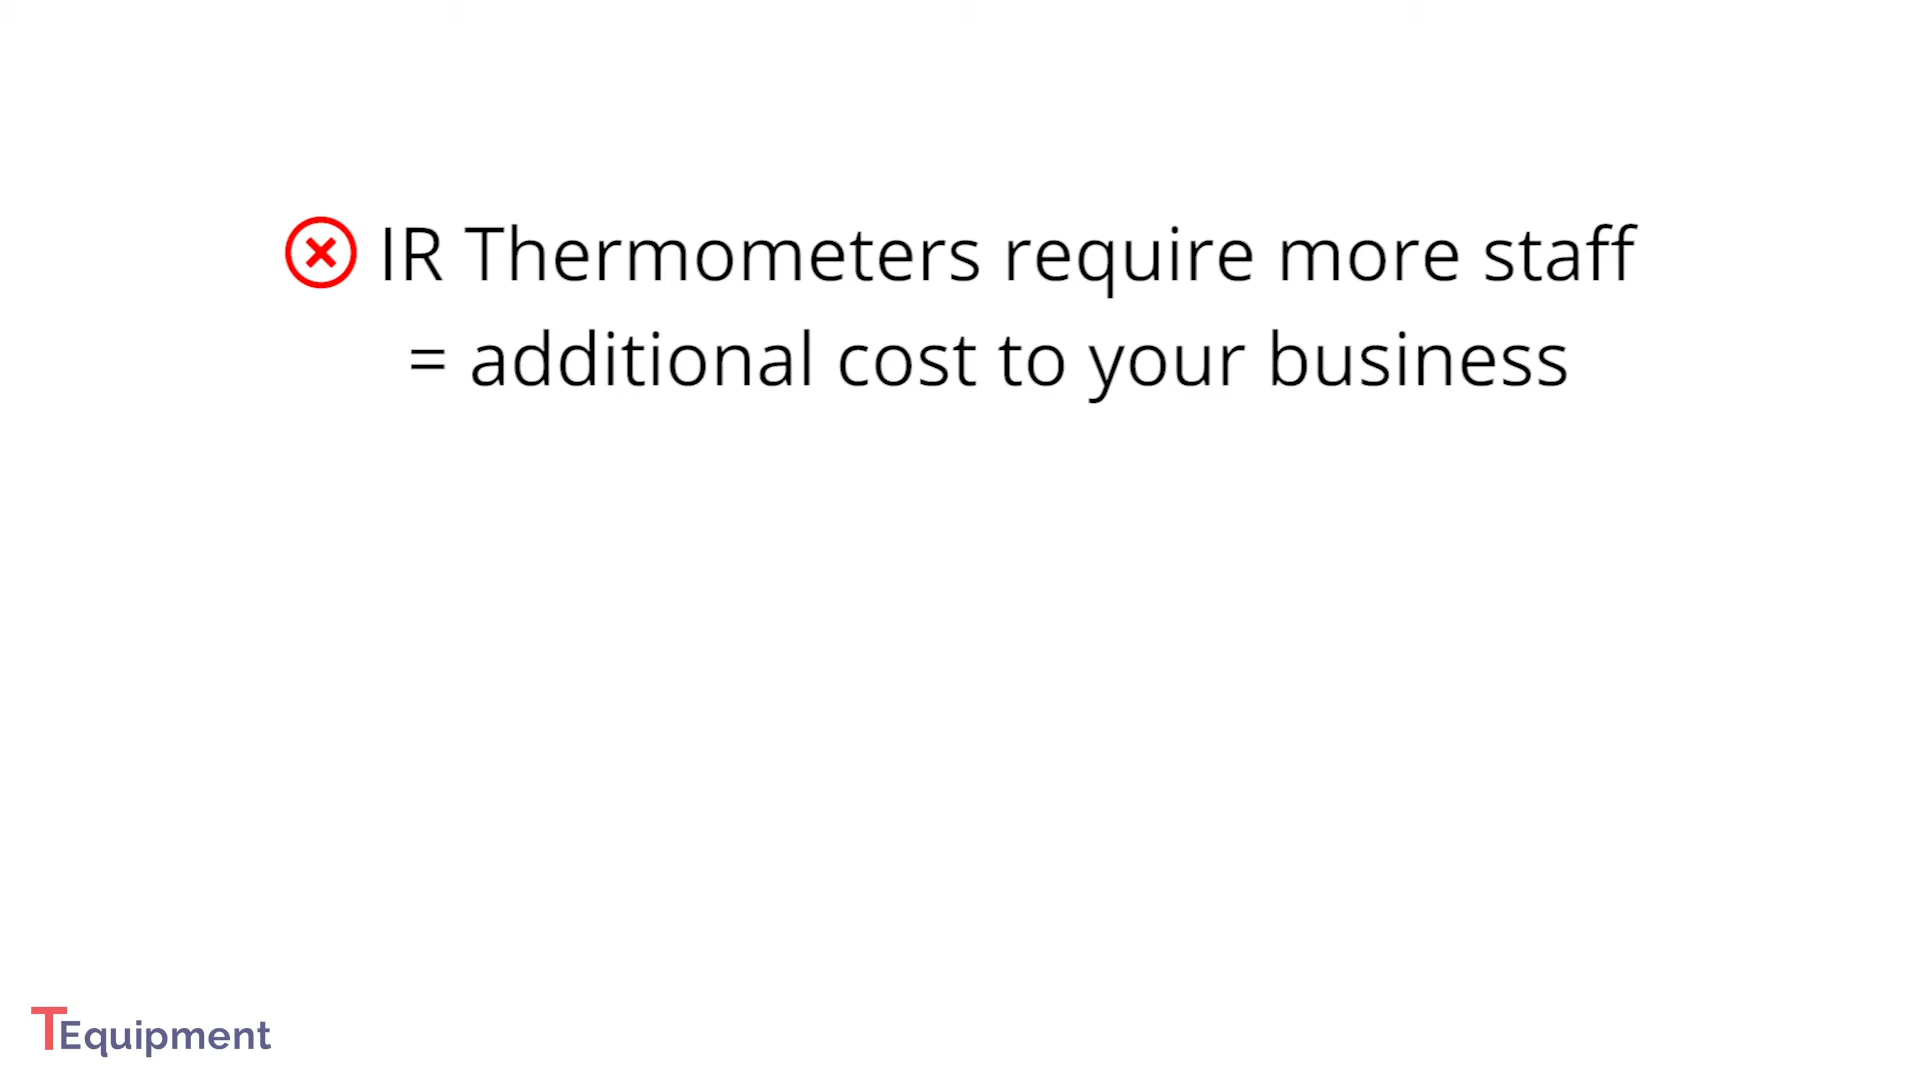 IR Thermometers require more staff
= additional cost to your business
TEquipment